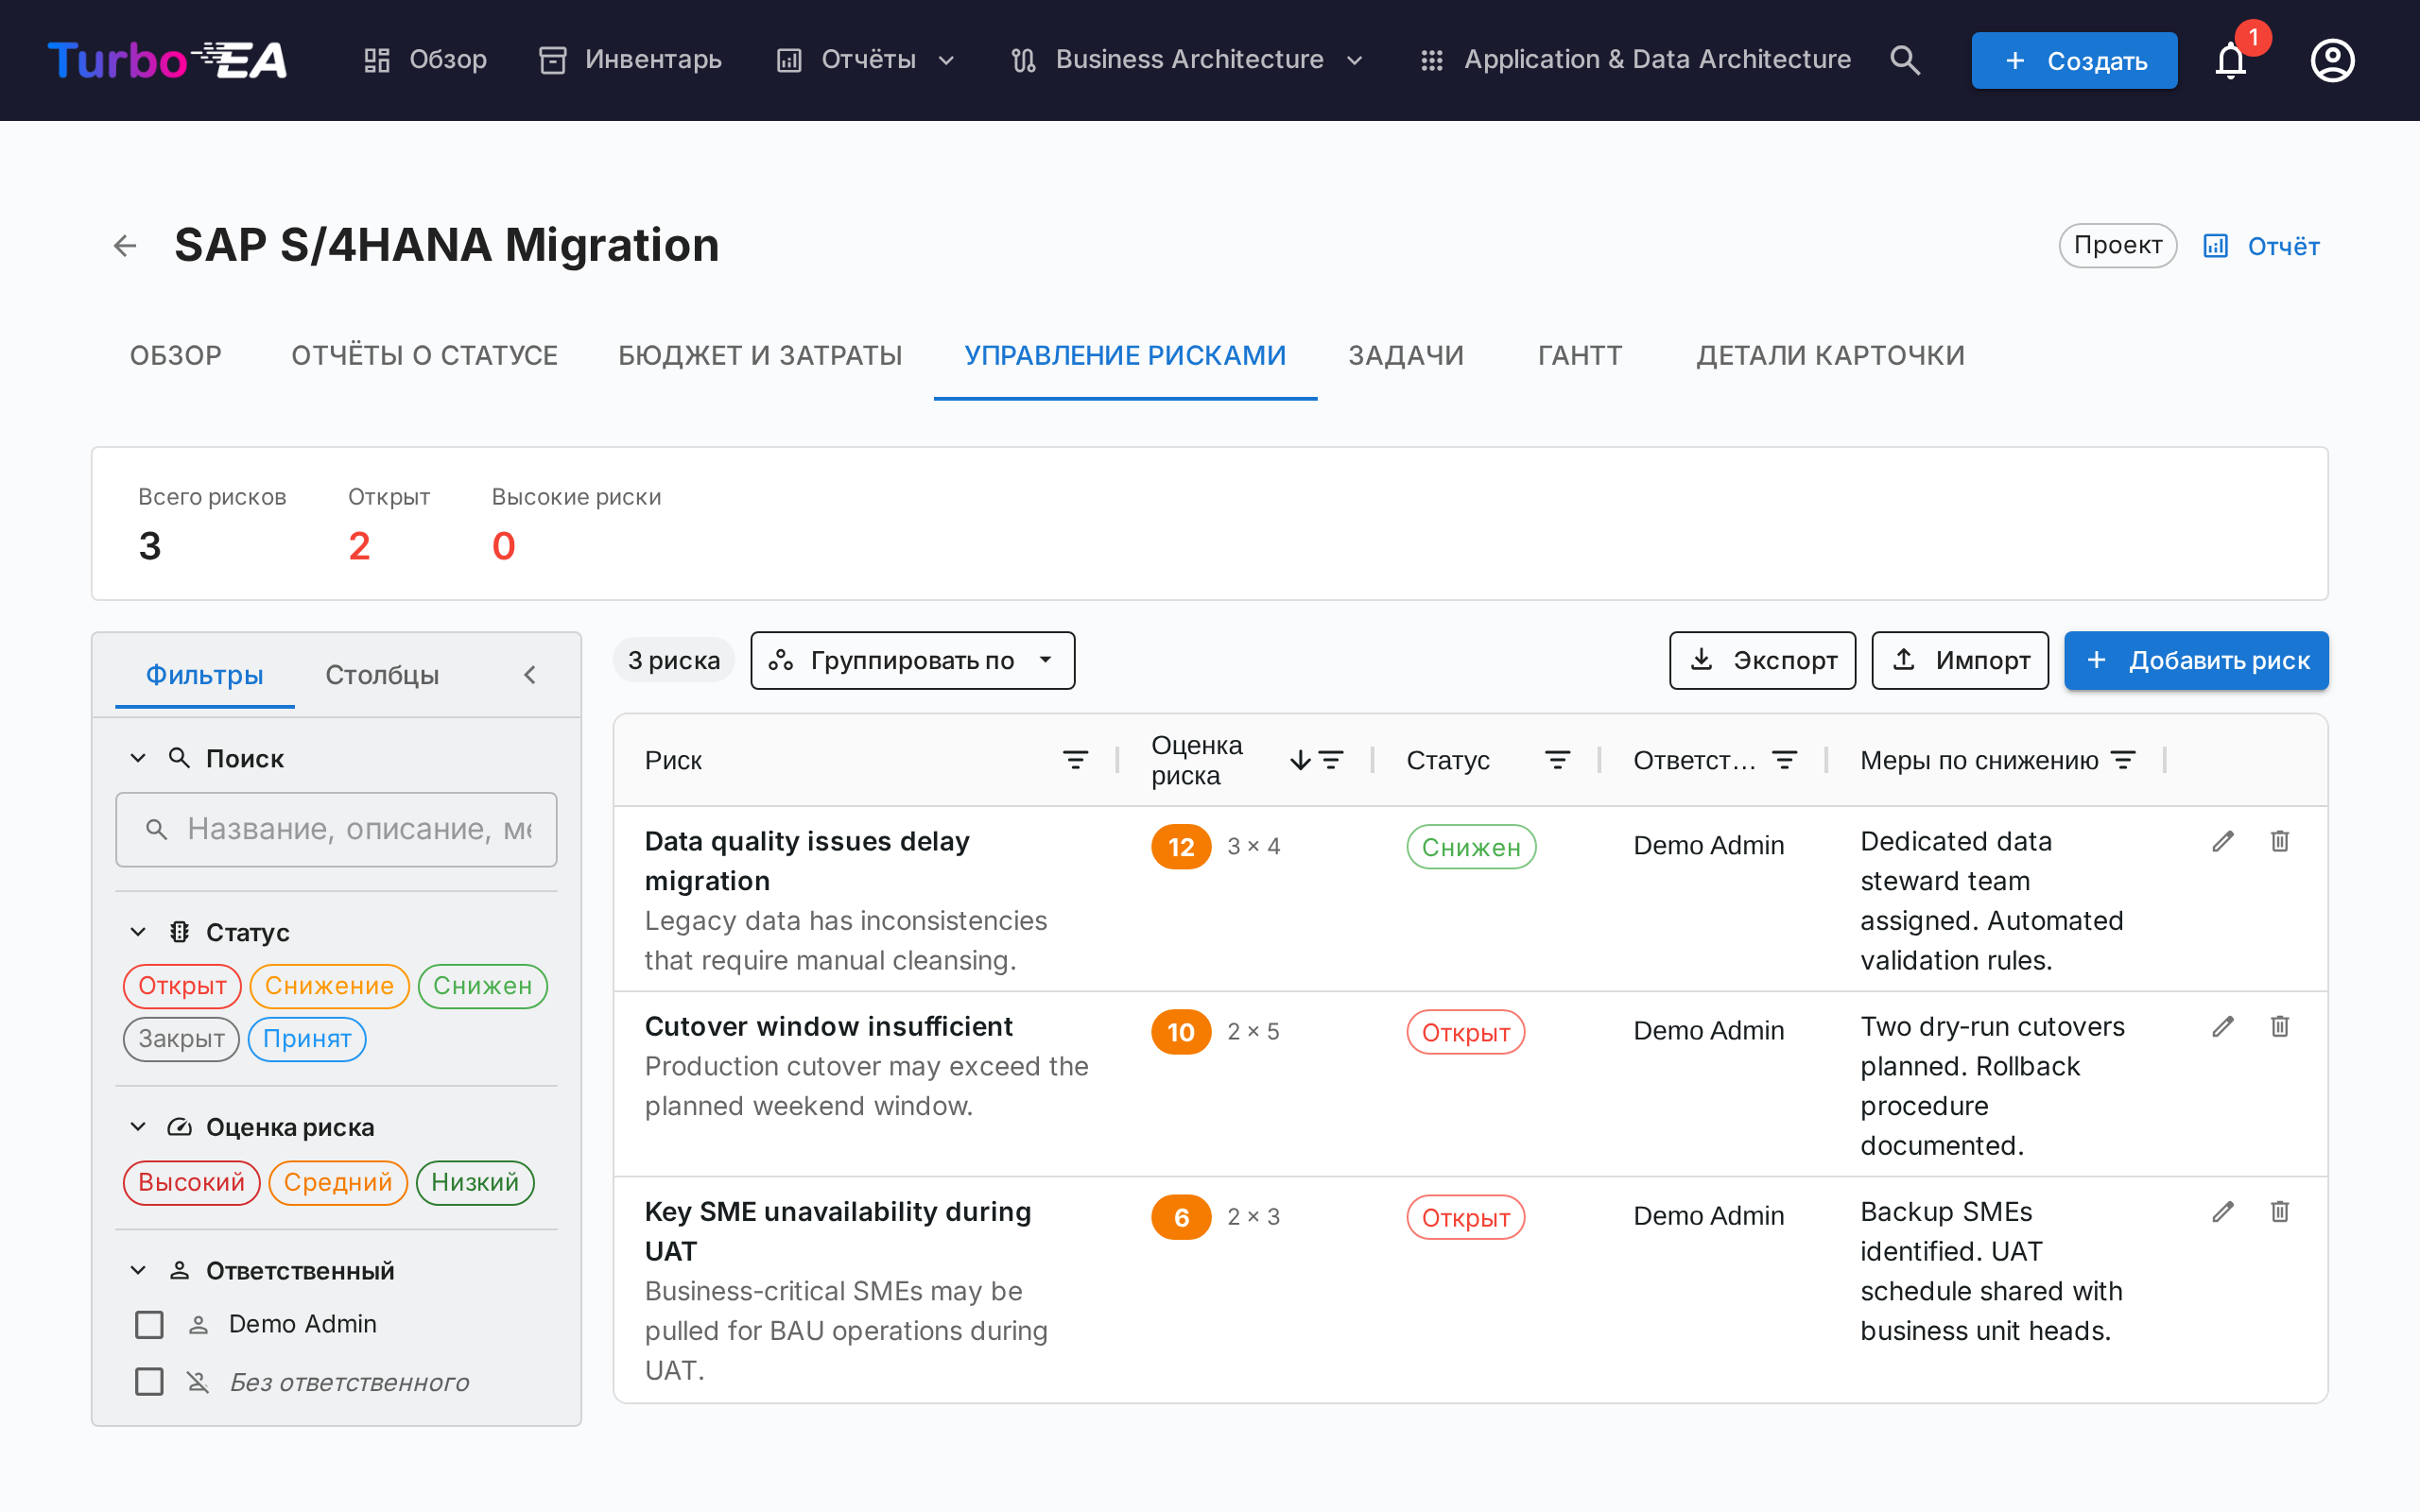 Turbo EA
Обзор
Инвентарь
Отчёты
Business Architecture
Application & Data Architecture
Создать
1
SAP S/4HANA Migration
Проект
Отчёт
ОБЗОР
ОТЧЁТЫ О СТАТУСЕ
БЮДЖЕТ И ЗАТРАТЫ
УПРАВЛЕНИЕ РИСКАМИ
ЗАДАЧИ
ГАНТТ
ДЕТАЛИ КАРТОЧКИ
Всего рисков
3
Открыт
2
Высокие риски
0
Фильтры
Столбцы
Поиск
Название, описание, ме
Статус
Открыт
Снижение
Снижен
Закрыт
Принят
Оценка риска
Высокий
Средний
Низкий
Ответственный
Demo Admin
Без ответственного
3 риска
Группировать по
Экспорт
Импорт
Добавить риск
Риск
Оценка
риска
Статус
Ответст...
Меры по снижению
Data quality issues delay
migration
Legacy data has inconsistencies
that require manual cleansing.
12
3 × 4
Снижен
Demo Admin
Dedicated data
steward team
assigned. Automated
validation rules.
Cutover window insufficient
Production cutover may exceed the
planned weekend window.
10
2 × 5
Открыт
Demo Admin
Two dry-run cutovers
planned. Rollback
procedure
documented.
Key SME unavailability during
UAT
Business-critical SMEs may be
pulled for BAU operations during
UAT.
6
2 × 3
Открыт
Demo Admin
Backup SMEs
identified. UAT
schedule shared with
business unit heads.